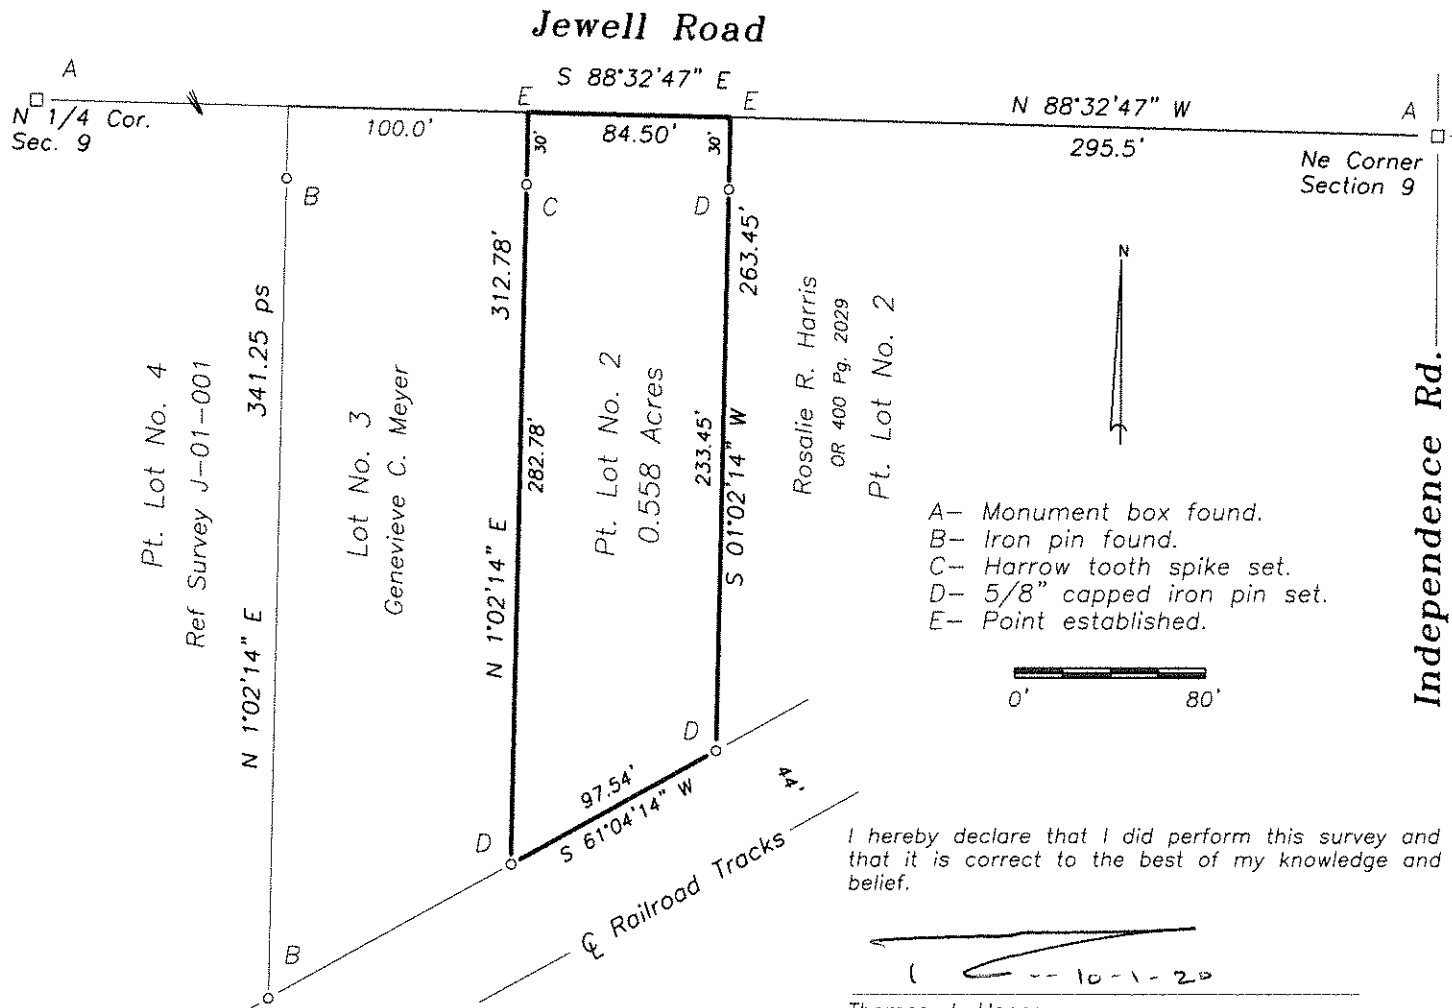 Jewell Road
A
S 88°32'47" E
N 1/4 Cor.
Sec. 9
E
E
N 88°32'47" W
A
100.0'
84.50'
295.5'
30'
30'
Ne Corner
Section 9
B
C
D
341.25 ps
312.78'
263.45'
N
Pt. Lot No. 4
Ref Survey J-01-001
Lot No. 3
Genevieve C. Meyer
282.78'
Pt. Lot No. 2
0.558 Acres
233.45'
S 01°02'14" W
Rosalie R. Harris
OR 400 Pg. 2029
Pt. Lot No. 2
Independence Rd.
N 1°02'14" E
N 1°02'14" E
A- Monument box found.
B- Iron pin found.
C- Harrow tooth spike set.
D- 5/8" capped iron pin set.
E- Point established.
0' 80'
D
97.54'
S 61°04'14" W
44'
D
℄ Railroad Tracks
B
I hereby declare that I did perform this survey and
that it is correct to the best of my knowledge and
belief.
10-1-20